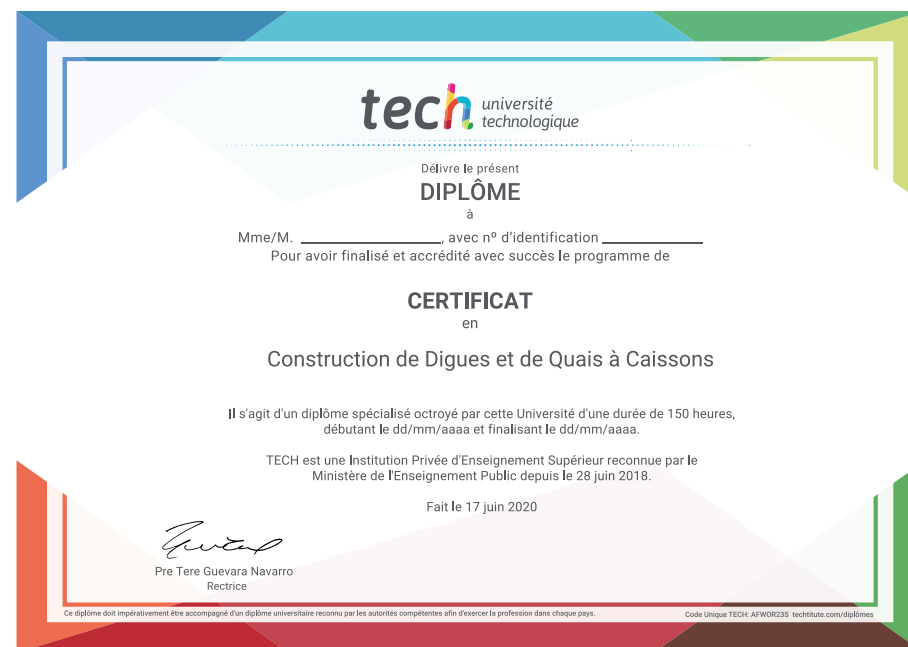 tech université
technologique
Délivre le présent
DIPLÔME
à
Mme/M. ____________________, avec nº d'identification ______________
Pour avoir finalisé et accrédité avec succès le programme de
CERTIFICAT
en
Construction de Digues et de Quais à Caissons
Il s'agit d'un diplôme spécialisé octroyé par cette Université d'une durée de 150 heures,
débutant le dd/mm/aaaa et finalisant le dd/mm/aaaa.
TECH est une Institution Privée d'Enseignement Supérieur reconnue par le
Ministère de l'Enseignement Public depuis le 28 juin 2018.
Fait le 17 juin 2020
Pre Tere Guevara Navarro
Rectrice
Ce diplôme doit impérativement être accompagné d'un diplôme universitaire reconnu par les autorités compétentes afin d'exercer la profession dans chaque pays.
Code Unique TECH: AFWOR23S techtitute.com/diplômes